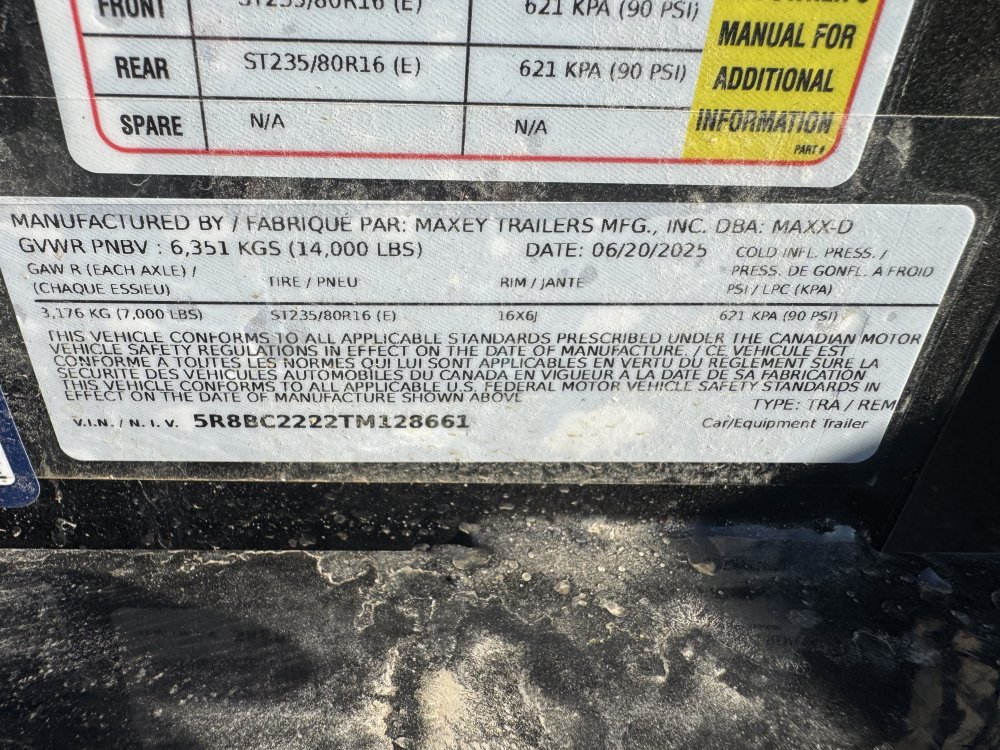 FRONT ST235/80R16 (E) 621 KPA (90 PSI)
MANUAL FOR
REAR ST235/80R16 (E) 621 KPA (90 PSI)
ADDITIONAL
SPARE N/A N/A
INFORMATION
PART #
MANUFACTURED BY / FABRIQUÉ PAR: MAXEY TRAILERS MFG., INC. DBA: MAXX-D
GVWR PNBV : 6,351 KGS (14,000 LBS) DATE: 06/20/2025 COLD INFL. PRESS. /
GAW R (EACH AXLE) / TIRE / PNEU RIM / JANTE PRESS. DE GONFL. A FROID
(CHAQUE ESSIEU) PSI / LPC (KPA)
3,176 KG (7,000 LBS) ST235/80R16 (E) 16X6J 621 KPA (90 PSI)
THIS VEHICLE CONFORMS TO ALL APPLICABLE STANDARDS PRESCRIBED UNDER THE CANADIAN MOTOR
VEHICLE SAFETY REGULATIONS IN EFFECT ON THE DATE OF MANUFACTURE. / CE VEHICULE EST
CONFORME A TOUTES LES NORMES QUI LUI SONT APPLICABLES EN VERTU DU REGLEMENT SURE LA
SECURITE DES VEHICULES AUTOMOBILES DU CANADA EN VIGUEUR A LA DATE DE SA FABRICATION
THIS VEHICLE CONFORMS TO ALL APPLICABLE U.S. FEDERAL MOTOR VEHICLE SAFETY STANDARDS IN
EFFECT ON THE DATE OF MANUFACTURE SHOWN ABOVE
TYPE: TRA / REM
V.I.N. / N. I. V. 5R8BC2222TM128661 Car/Equipment Trailer